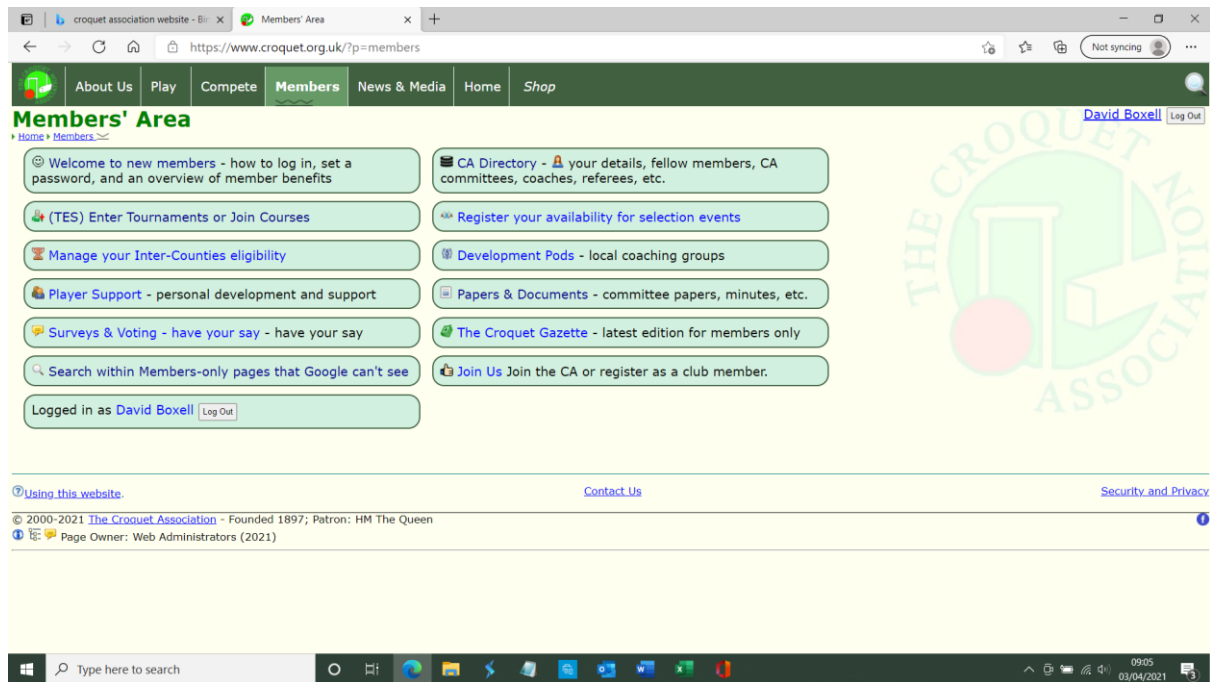 croquet association website - Bi
Members' Area
https://www.croquet.org.uk/?p=members
Not syncing
About Us Play Compete Members News & Media Home Shop
Members' Area
David Boxell Log Out
Home Members
Welcome to new members - how to log in, set a
password, and an overview of member benefits
CA Directory - your details, fellow members, CA
committees, coaches, referees, etc.
(TES) Enter Tournaments or Join Courses
Register your availability for selection events
Manage your Inter-Counties eligibility
Development Pods - local coaching groups
Player Support - personal development and support
Papers & Documents - committee papers, minutes, etc.
Surveys & Voting - have your say - have your say
The Croquet Gazette - latest edition for members only
Search within Members-only pages that Google can't see
Join Us Join the CA or register as a club member.
Logged in as David Boxell Log Out
THE CROQUET ASSOCIATION
Using this website.
Contact Us
Security and Privacy
© 2000-2021 The Croquet Association - Founded 1897; Patron: HM The Queen
Page Owner: Web Administrators (2021)
Type here to search
09:05
03/04/2021
3